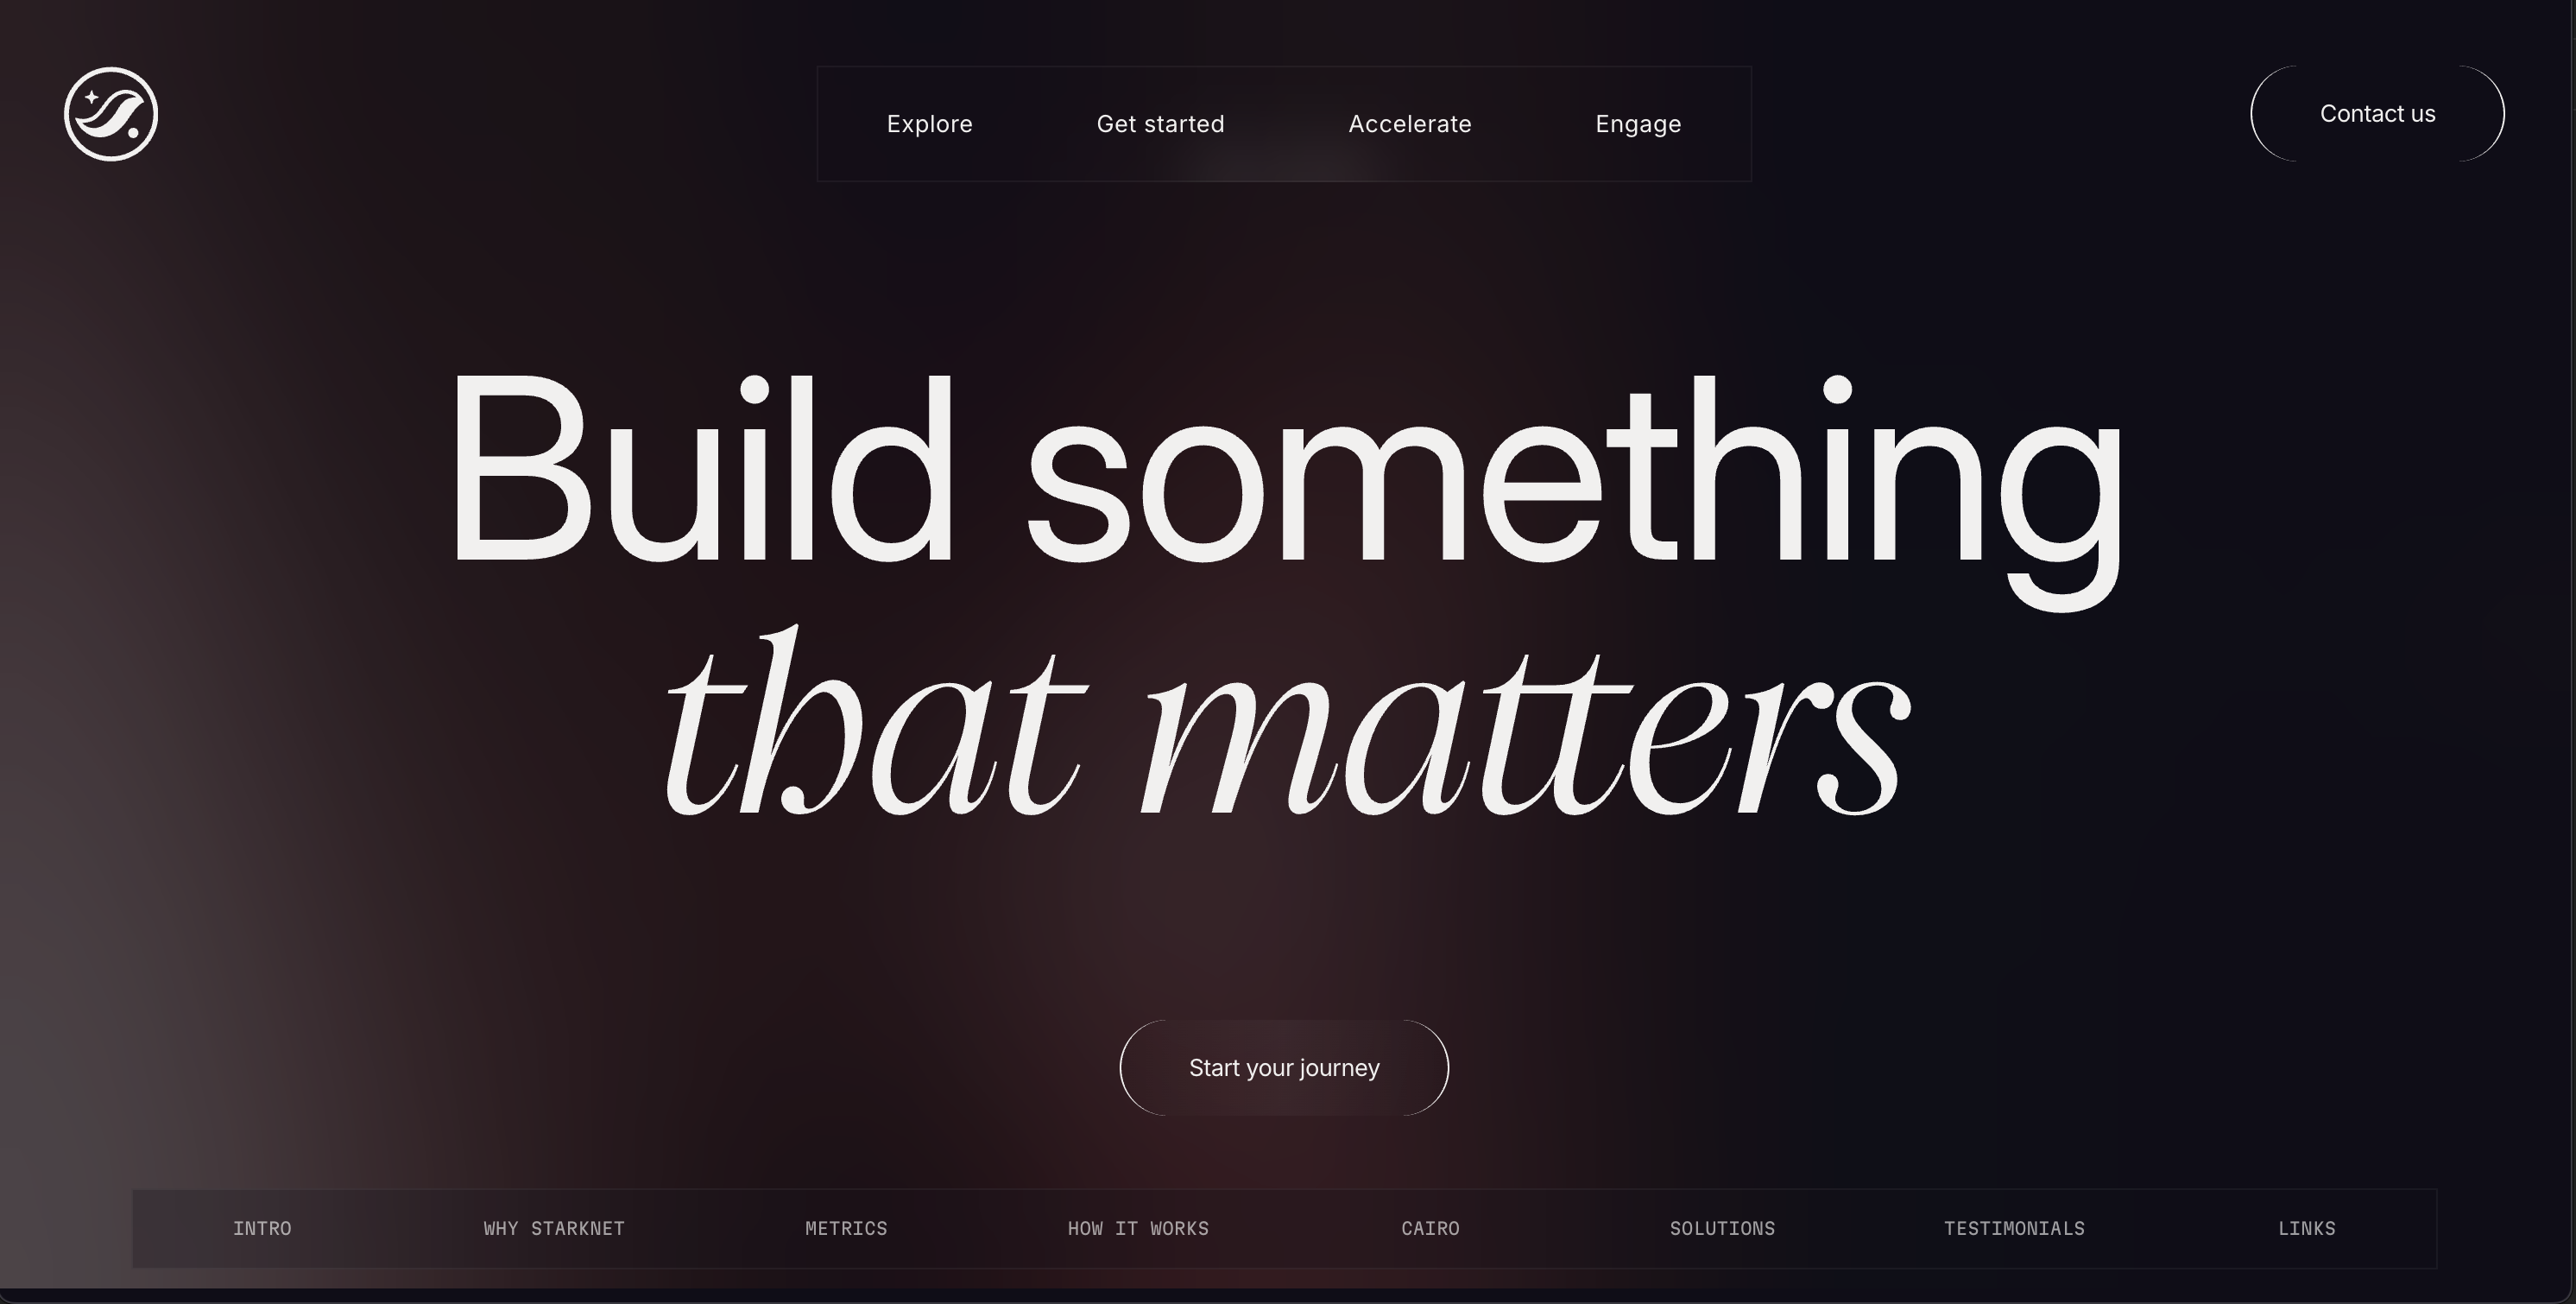 Explore Get started Accelerate Engage
Contact us
Build something
that matters
Start your journey
INTRO WHY STARKNET METRICS HOW IT WORKS CAIRO SOLUTIONS TESTIMONIALS LINKS